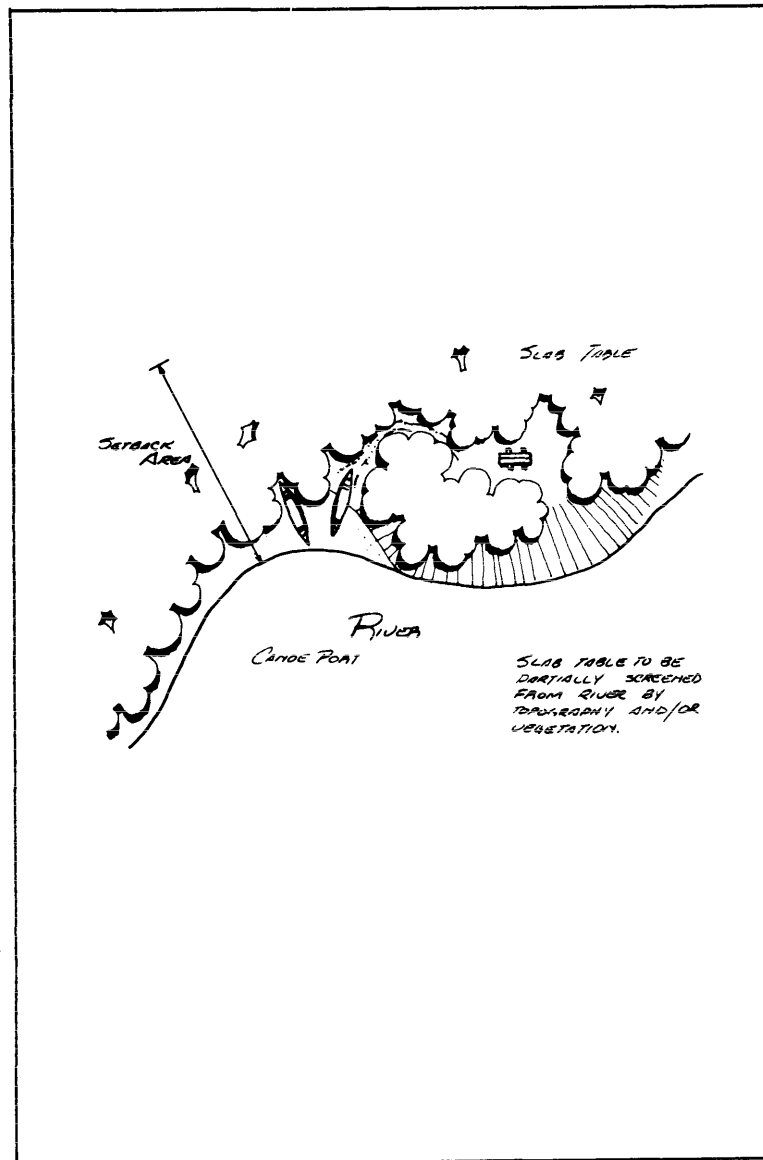 SLAB TABLE
SETBACK
AREA
RIVER
CANOE PORT
SLAB TABLE TO BE
PARTIALLY SCREENED
FROM RIVER BY
TOPOGRAPHY AND/OR
VEGETATION.